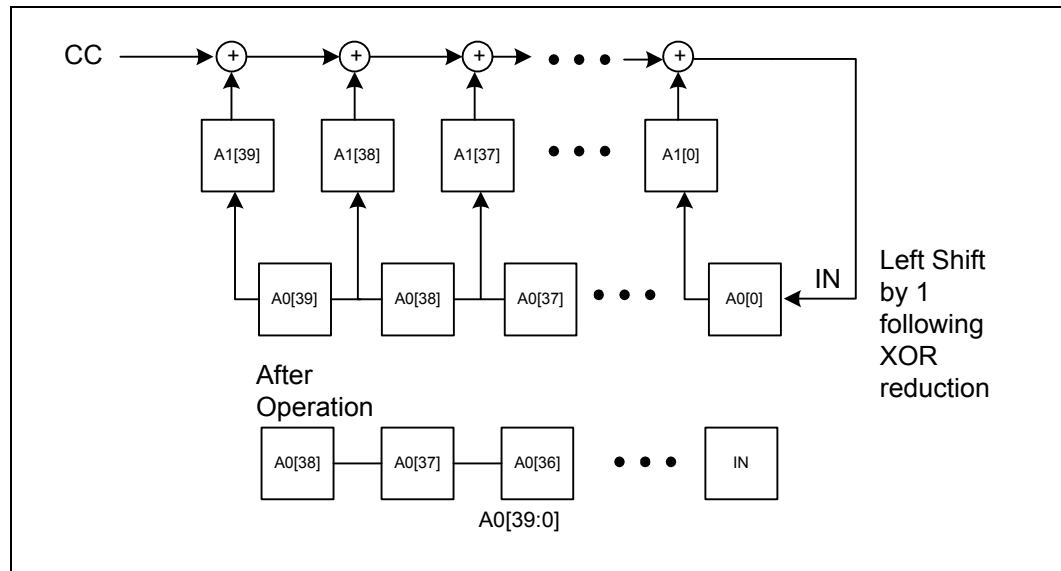 CC
+
+
+
+
A1[39]
A1[38]
A1[37]
A1[0]
IN
A0[39]
A0[38]
A0[37]
A0[0]
Left Shift
by 1
following
XOR
reduction
After
Operation
A0[38]
A0[37]
A0[36]
IN
A0[39:0]